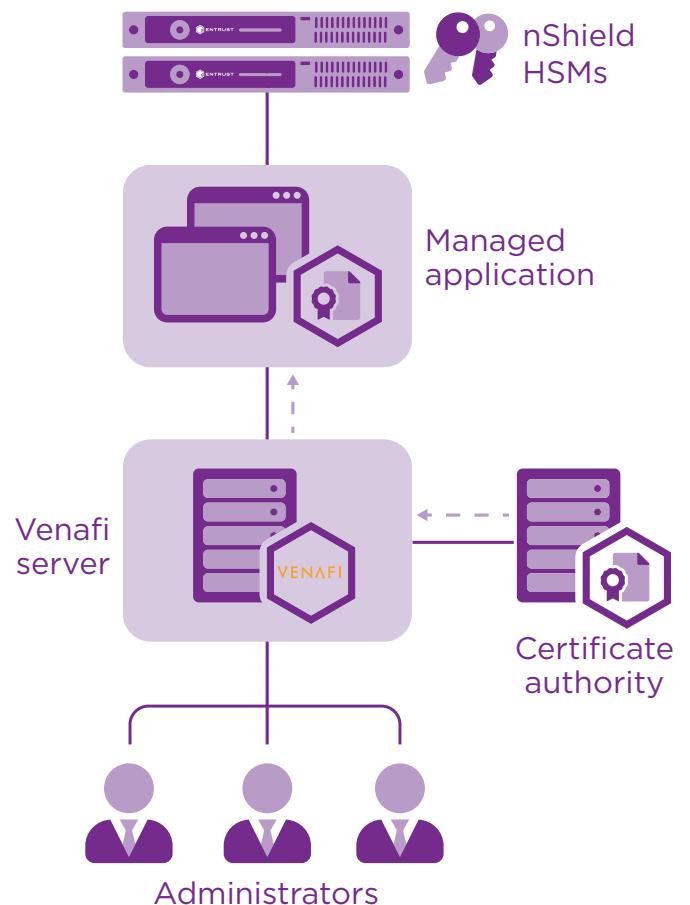 ENTRUST
ENTRUST
nShield
HSMs
Managed
application
Venafi
server
VENAFI
Certificate
authority
Administrators